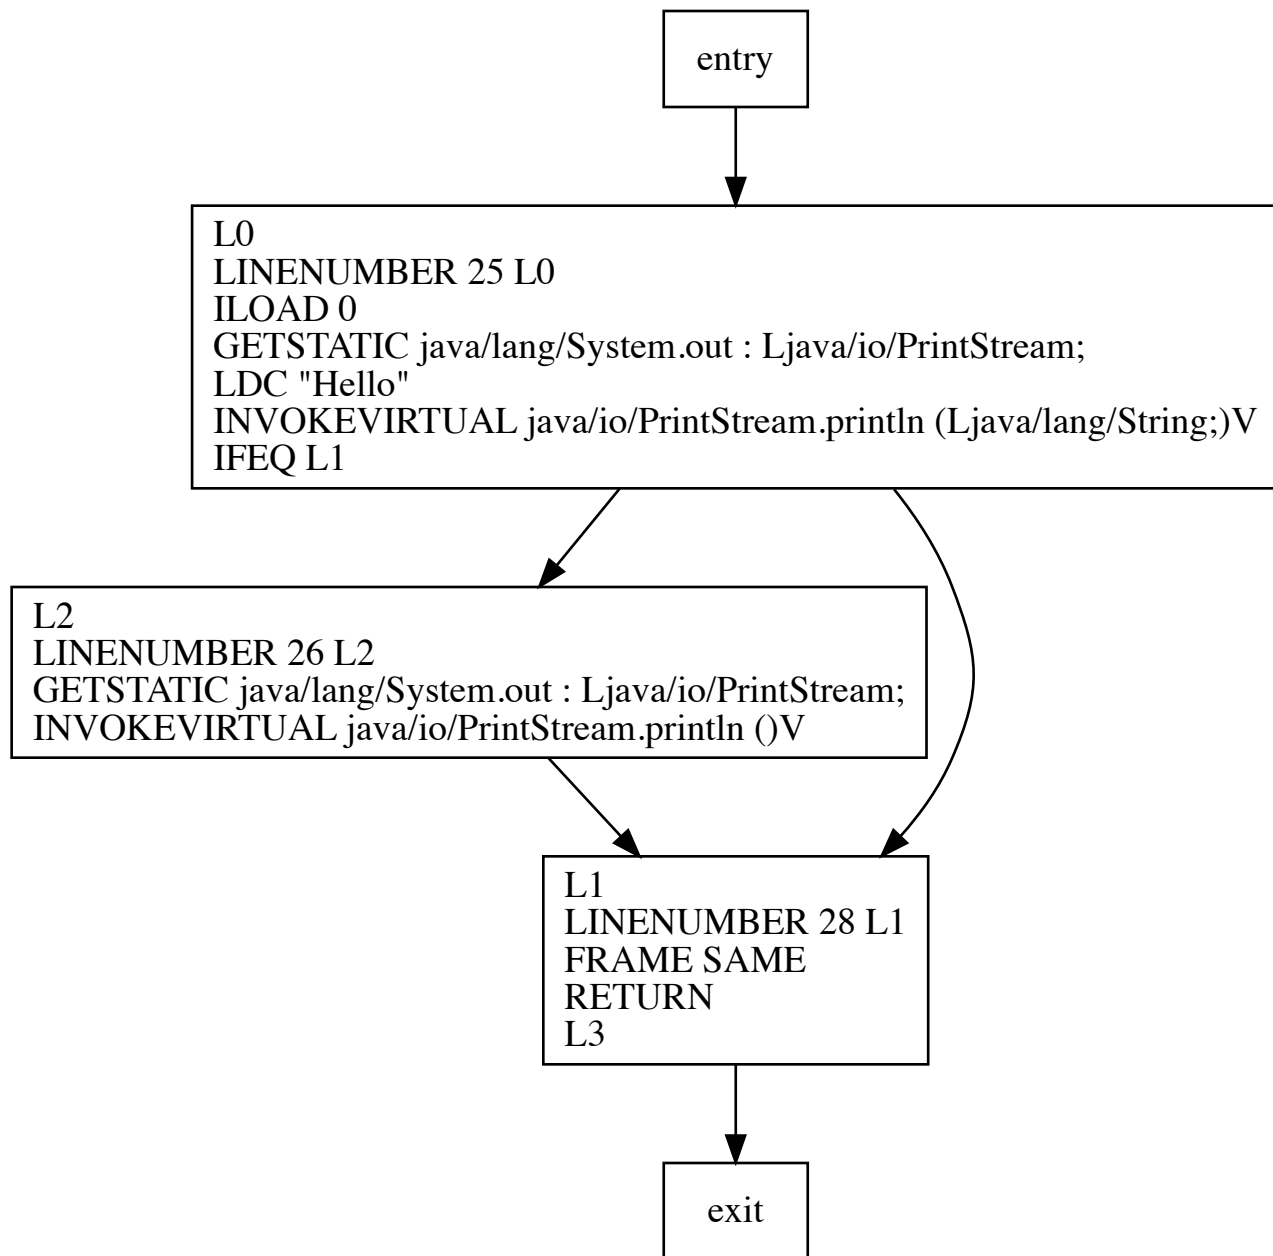 entry
L0
LINENUMBER 25 L0
ILOAD 0
GETSTATIC java/lang/System.out : Ljava/io/PrintStream;
LDC "Hello"
INVOKEVIRTUAL java/io/PrintStream.println (Ljava/lang/String;)V
IFEQ L1
L2
LINENUMBER 26 L2
GETSTATIC java/lang/System.out : Ljava/io/PrintStream;
INVOKEVIRTUAL java/io/PrintStream.println ()V
L1
LINENUMBER 28 L1
FRAME SAME
RETURN
L3
exit